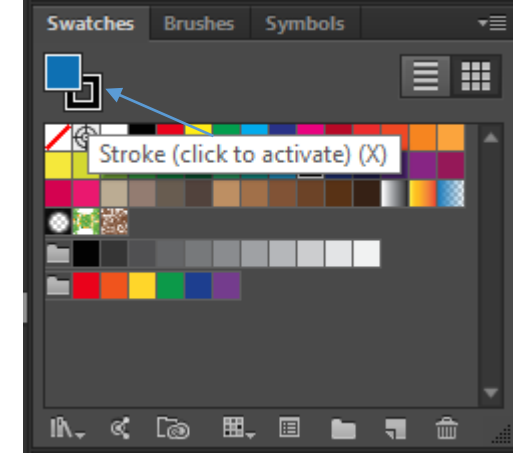 Swatches Brushes Symbols
Stroke (click to activate) (X)